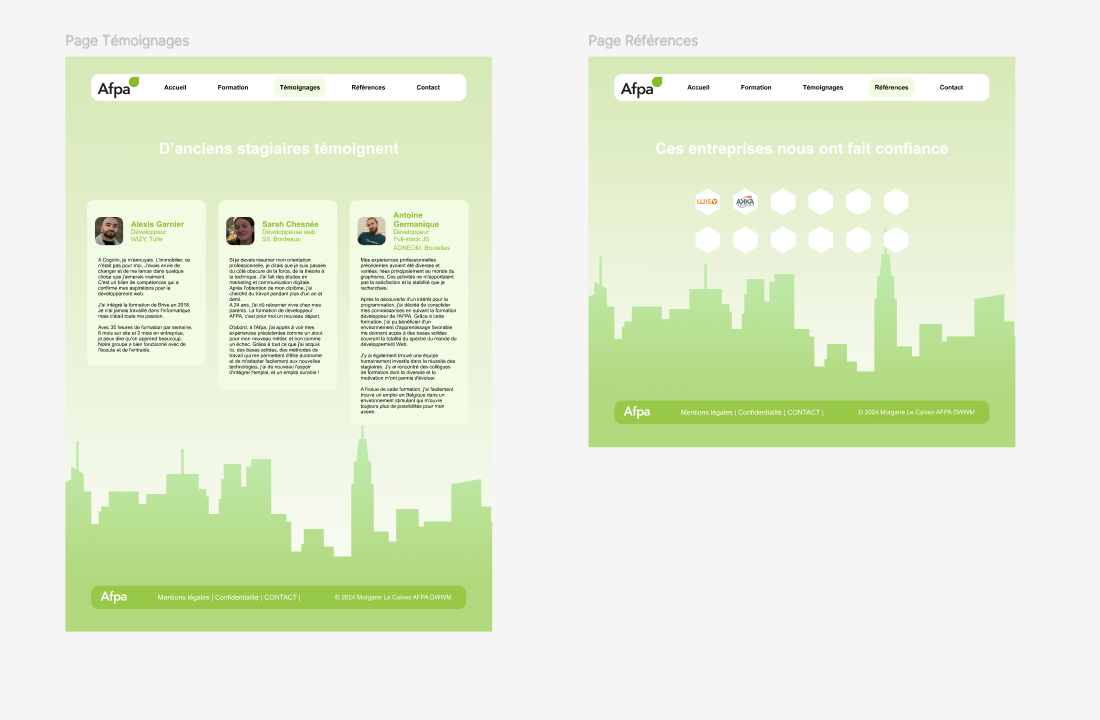 Page Témoignages
Afpa
Accueil
Formation
Témoignages
Références
Contact
D'anciens stagiaires témoignent
Alexis Garnier
Développeur
WIZY, Tulle
A Cogolin, je m'ennuyais. L'immobilier, ce
n'était pas pour moi. J'avais envie de
changer et de me lancer dans quelque
chose que j'aimerais vraiment.
C'est un bilan de compétences qui a
confirmé mes aspirations pour le
développement web.
J'ai intégré la formation de Brive en 2018.
Je n'ai jamais travaillé dans l'informatique
mais c'était toute ma passion.
Avec 35 heures de formation par semaine,
6 mois sur site et 2 mois en entreprise,
je peux dire qu'on apprend beaucoup.
Notre groupe a bien fonctionné avec de
l'écoute et de l'entraide.
Sarah Chesnée
Développeuse web
SII, Bordeaux
Si je devais résumer mon orientation
professionnelle, je dirais que je suis passée
du côté obscure de la force, de la théorie à
la technique. J'ai fait des études en
marketing et communication digitale.
Après l'obtention de mon diplôme, j'ai
cherché du travail pendant plus d'un an et
demi.
A 24 ans, j'ai dû retourner vivre chez mes
parents. La formation de développeur
AFPA, c'est pour moi un nouveau départ.
D'abord, à l'Afpa, j'ai appris à voir mes
expériences précédentes comme un atout
pour mon nouveau métier, et non comme
un échec. Grâce à tout ce que j'ai acquis
ici, des bases solides, des méthodes de
travail qui me permettent d'être autonome
et de m'adapter facilement aux nouvelles
technologies, j'ai de nouveau l'espoir
d'intégrer l'emploi, et un emploi durable !
Antoine
Germanique
Développeur
Full-stack JS
ADNEOM, Bruxelles
Mes expériences professionnelles
précédentes avaient été diverses et
variées; liées principalement au monde du
graphisme. Ces activités ne m'apportaient
pas la satisfaction et la stabilité que je
recherchais.
Après la découverte d'un intérêt pour la
programmation, j'ai décidé de consolider
mes connaissances en suivant la formation
développeur de l'AFPA. Grâce à cette
formation, j'ai pu bénéficier d'un
environnement d'apprentissage favorable
me donnant accès à des bases solides
couvrant la totalité du spectre du monde du
développement Web.
J'y ai également trouvé une équipe
humainement investie dans la réussite des
stagiaires. J'y ai rencontré des collègues
de formation dont la diversité et la
motivation m'ont permis d'évoluer.
A l'issue de cette formation, j'ai facilement
trouvé un emploi en Belgique dans un
environnement stimulant qui m'ouvre
toujours plus de possibilités pour mon
avenir.
Afpa
Mentions légales | Confidentialité | CONTACT |
© 2024 Morgane Le Calvez AFPA DWWM
Page Références
Afpa
Accueil
Formation
Témoignages
Références
Contact
Ces entreprises nous ont fait confiance
AKKA
Afpa
Mentions légales | Confidentialité | CONTACT |
© 2024 Morgane Le Calvez AFPA DWWM